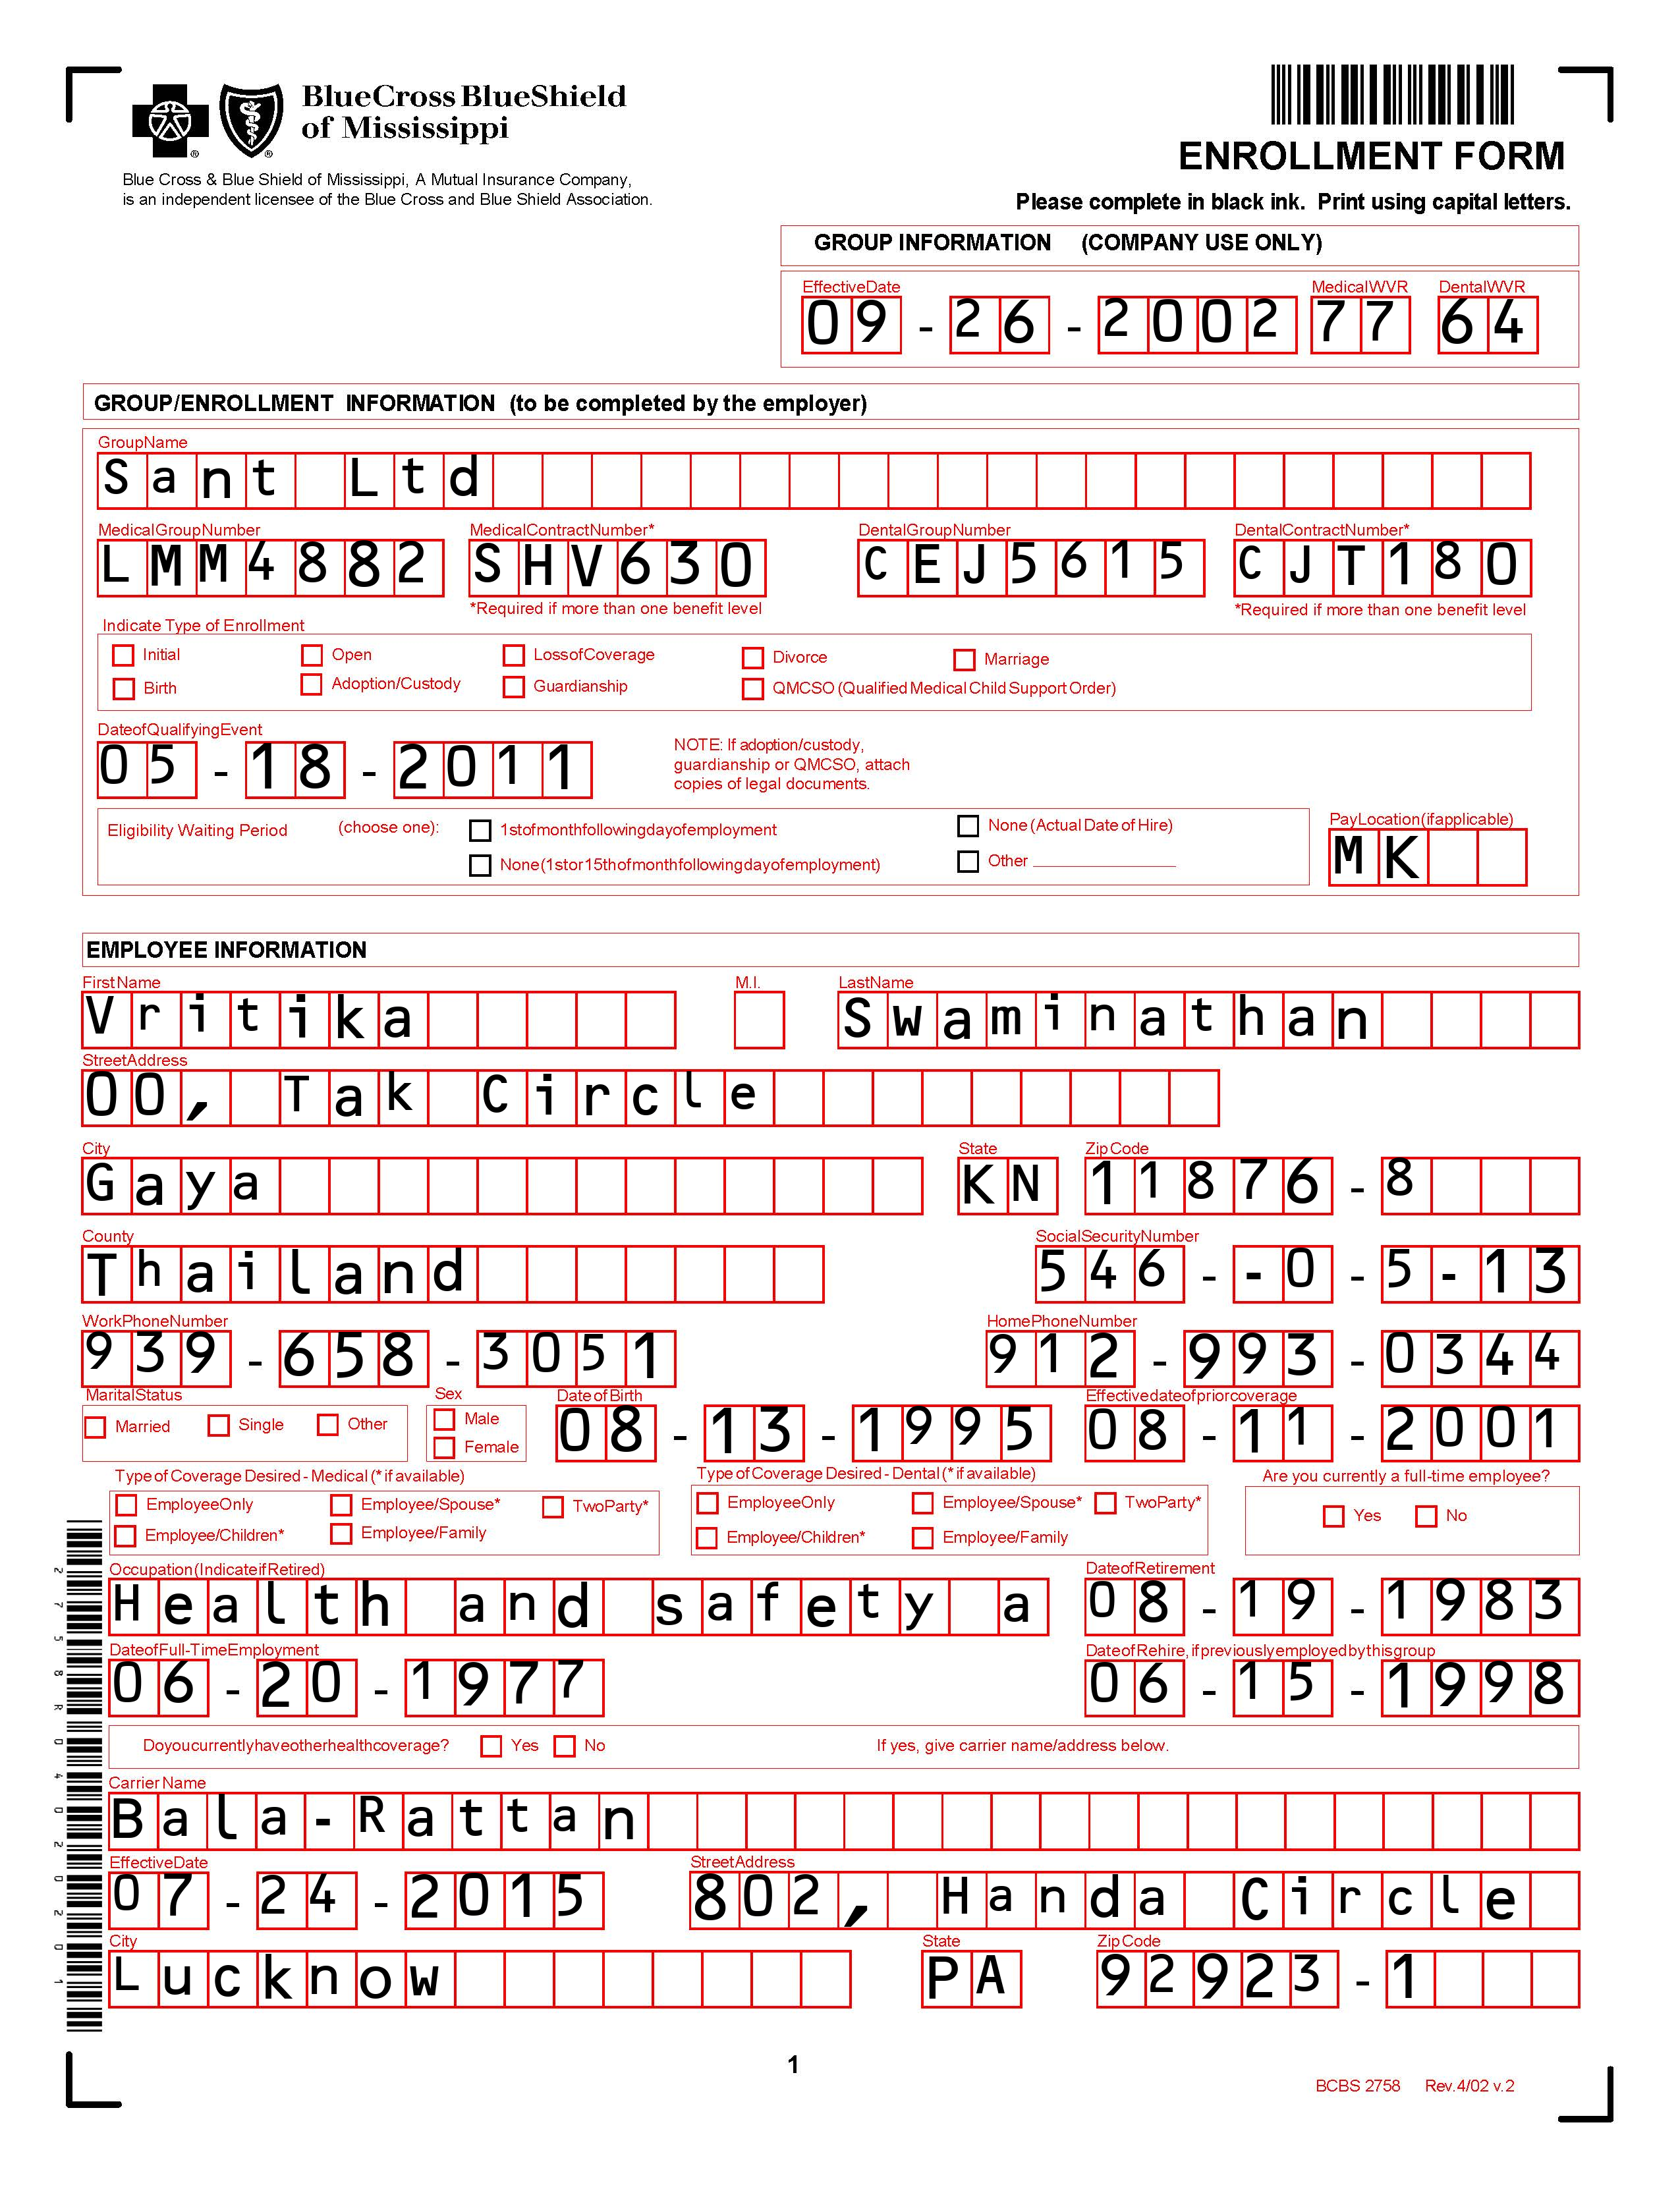 BlueCross BlueShield
of Mississippi
Blue Cross & Blue Shield of Mississippi, A Mutual Insurance Company,
is an independent licensee of the Blue Cross and Blue Shield Association.
ENROLLMENT FORM
Please complete in black ink. Print using capital letters.
GROUP INFORMATION (COMPANY USE ONLY)
EffectiveDate MedicalWVR DentalWVR
09-26-2002 77 64
GROUP/ENROLLMENT INFORMATION (to be completed by the employer)
GroupName
Sant Ltd
MedicalGroupNumber MedicalContractNumber* DentalGroupNumber DentalContractNumber*
LMM4882 SHV630 CEJ5615 CJT180
*Required if more than one benefit level *Required if more than one benefit level
Indicate Type of Enrollment
Initial Open LossofCoverage Divorce Marriage
Birth Adoption/Custody Guardianship QMCSO (Qualified Medical Child Support Order)
DateofQualifyingEvent
05-18-2011
NOTE: If adoption/custody,
guardianship or QMCSO, attach
copies of legal documents.
Eligibility Waiting Period (choose one): 1stofmonthfollowingdayofemployment None (Actual Date of Hire)
None(1stor15thofmonthfollowingdayofemployment) Other
PayLocation(ifapplicable)
MK
EMPLOYEE INFORMATION
FirstName M.I. LastName
Vritika Swaminathan
StreetAddress
00, Tak Circle
City State ZipCode
Gaya KN 11876-8
County SocialSecurityNumber
Thailand 546--0-5-13
WorkPhoneNumber HomePhoneNumber
939-658-3051 912-993-0344
MaritalStatus Sex DateofBirth Effectivedateofpriorcoverage
Married Single Other Male Female 08-13-1995 08-11-2001
Type of Coverage Desired - Medical (* if available) Type of Coverage Desired - Dental (* if available) Are you currently a full-time employee?
EmployeeOnly Employee/Spouse* TwoParty* EmployeeOnly Employee/Spouse* TwoParty* Yes No
Employee/Children* Employee/Family Employee/Children* Employee/Family
Occupation(IndicateifRetired) DateofRetirement
Health and safety a 08-19-1983
DateofFull-TimeEmployment DateofRehire,ifpreviouslyemployedbythisgroup
06-20-1977 06-15-1998
Doyoucurrentlyhaveotherhealthcoverage? Yes No If yes, give carrier name/address below.
Carrier Name
Bala-Rattan
EffectiveDate StreetAddress
07-24-2015 802, Handa Circle
City State ZipCode
Lucknow PA 92923-1
2758R04020201
1
BCBS 2758 Rev.4/02 v.2